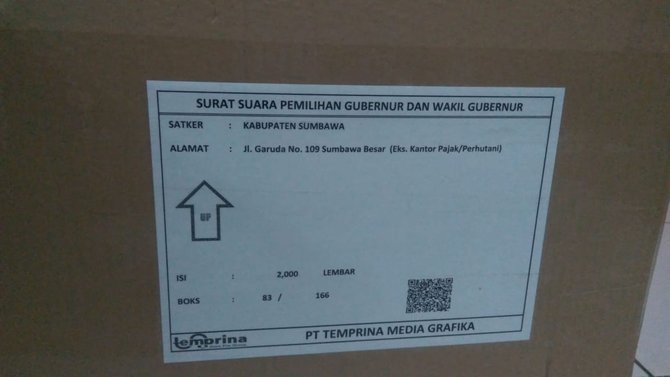 SURAT SUARA PEMILIHAN GUBERNUR DAN WAKIL GUBERNUR
SATKER : KABUPATEN SUMBAWA
ALAMAT : Jl. Garuda No. 109 Sumbawa Besar (Eks. Kantor Pajak/Perhutani)
UP
ISI : 2,000 LEMBAR
BOKS : 83 / 166
temprina
PT TEMPRINA MEDIA GRAFIKA